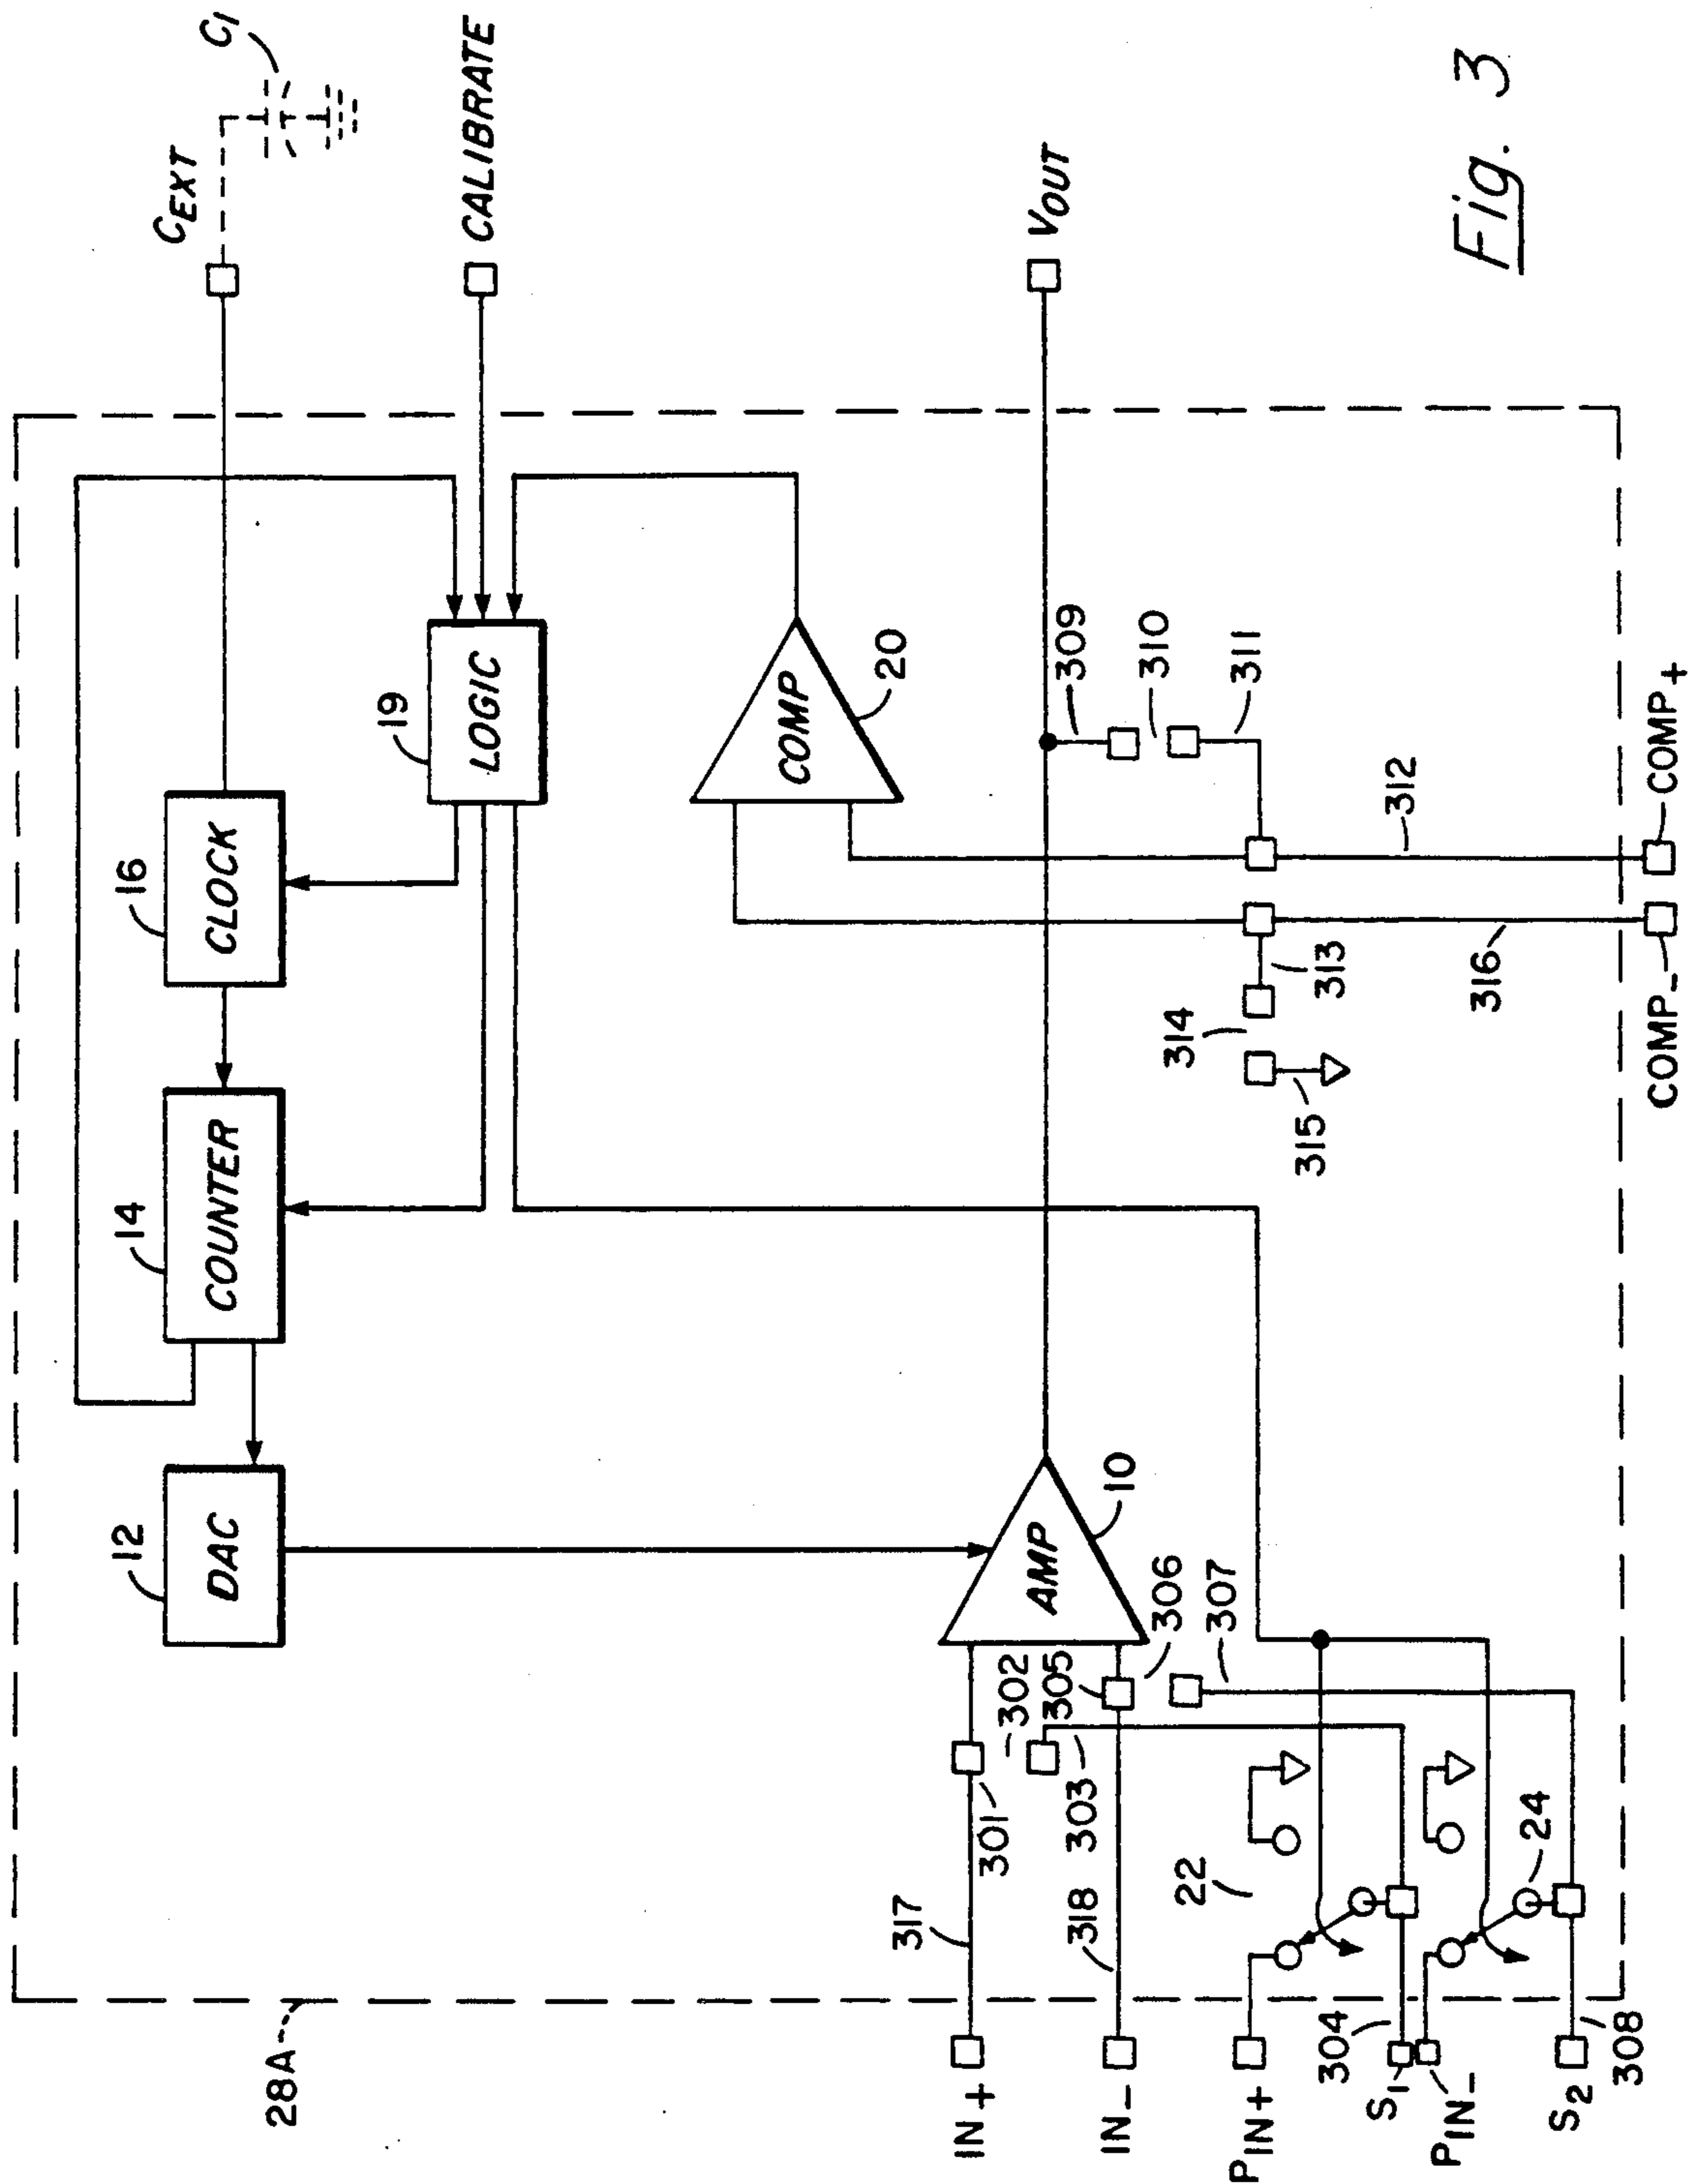 28A
12
DAC
14
COUNTER
16
CLOCK
CEXT
C1
19
LOGIC
CALIBRATE
COMP
20
IN+
317
301
302
AMP
10
VOUT
303
305
306
307
309
310
311
IN-
318
PIN+
22
304
S1
PIN-
24
S2
308
314
313
315
312
316
COMP-
COMP+
Fig. 3